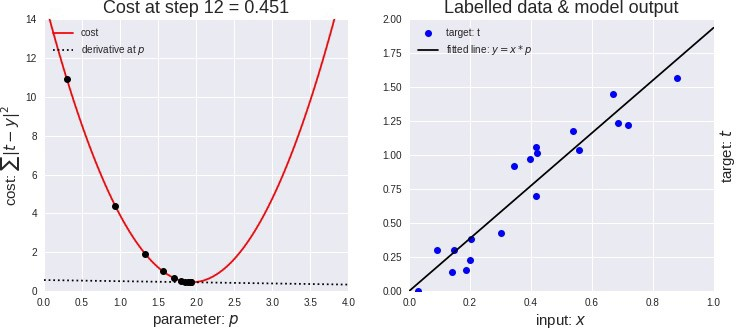 Cost at step 12 = 0.451
cost
derivative at p
14
12
10
8
6
4
2
0
cost: ∑|t − y|²
0.0 0.5 1.0 1.5 2.0 2.5 3.0 3.5 4.0
parameter: p
Labelled data & model output
target: t
fitted line: y = x * p
2.00
1.75
1.50
1.25
1.00
0.75
0.50
0.25
0.00
0.0 0.2 0.4 0.6 0.8 1.0
input: x
target: t